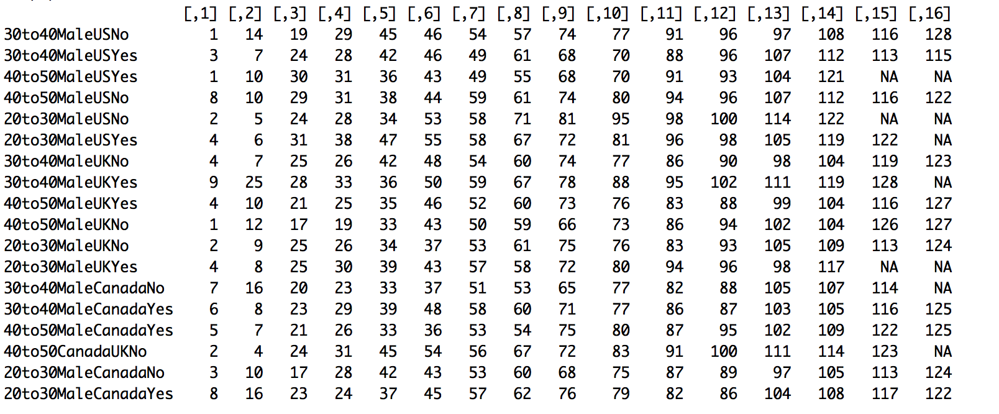 [,1] [,2] [,3] [,4] [,5] [,6] [,7] [,8] [,9] [,10] [,11] [,12] [,13] [,14] [,15] [,16]
30to40MaleUSNo 1 14 19 29 45 46 54 57 74 77 91 96 97 108 116 128
30to40MaleUSYes 3 7 24 28 42 46 49 61 68 70 88 96 107 112 113 115
40to50MaleUSYes 1 10 30 31 36 43 49 55 68 70 91 93 104 121 NA NA
40to50MaleUSNo 8 10 29 31 38 44 59 61 74 80 94 96 107 112 116 122
20to30MaleUSNo 2 5 24 28 34 53 58 71 81 95 98 100 114 122 NA NA
20to30MaleUSYes 4 6 31 38 47 55 58 67 72 81 96 98 105 119 122 NA
30to40MaleUKNo 4 7 25 26 42 48 54 60 74 77 86 90 98 104 119 123
30to40MaleUKYes 9 25 28 33 36 50 59 67 78 88 95 102 111 119 128 NA
40to50MaleUKYes 4 10 21 25 35 46 52 60 73 76 83 88 99 104 116 127
40to50MaleUKNo 1 12 17 19 33 43 50 59 66 73 86 94 102 104 126 127
20to30MaleUKNo 2 9 25 26 34 37 53 61 75 76 83 93 105 109 113 124
20to30MaleUKYes 4 8 25 30 39 43 57 58 72 80 94 96 98 117 NA NA
30to40MaleCanadaNo 7 16 20 23 33 37 51 53 65 77 82 88 105 107 114 NA
30to40MaleCanadaYes 6 8 23 29 39 48 58 60 71 77 86 87 103 105 116 125
40to50MaleCanadaYes 5 7 21 26 33 36 53 54 75 80 87 95 102 109 122 125
40to50CanadaUKNo 2 4 24 31 45 54 56 67 72 83 91 100 111 114 123 NA
20to30MaleCanadaNo 3 10 17 28 42 43 53 60 68 75 87 89 97 105 113 124
20to30MaleCanadaYes 8 16 23 24 37 45 57 62 76 79 82 86 104 108 117 122